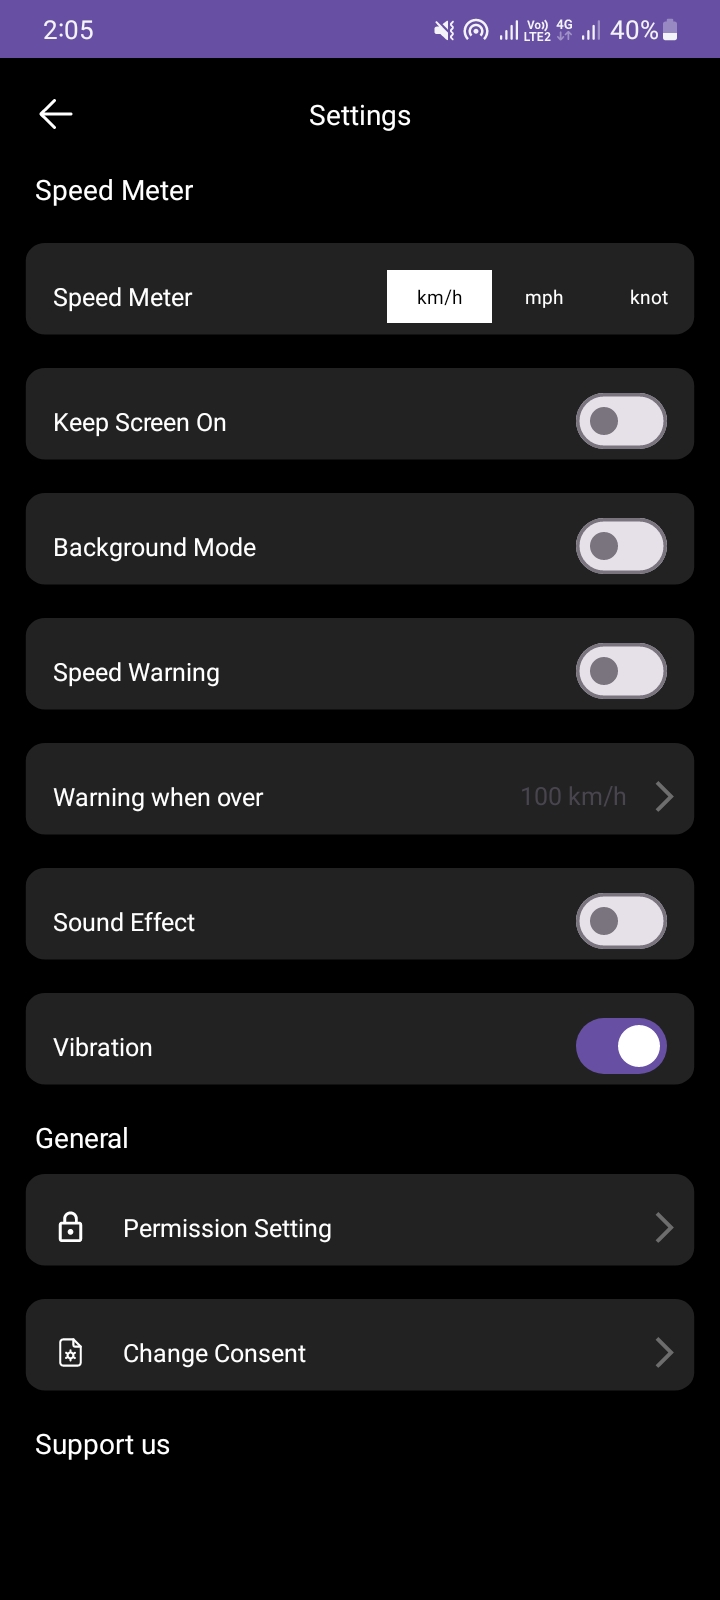 2:05 Vo)) LTE2 4G 40%
Settings
Speed Meter
Speed Meter km/h mph knot
Keep Screen On
Background Mode
Speed Warning
Warning when over 100 km/h
Sound Effect
Vibration
General
Permission Setting
Change Consent
Support us